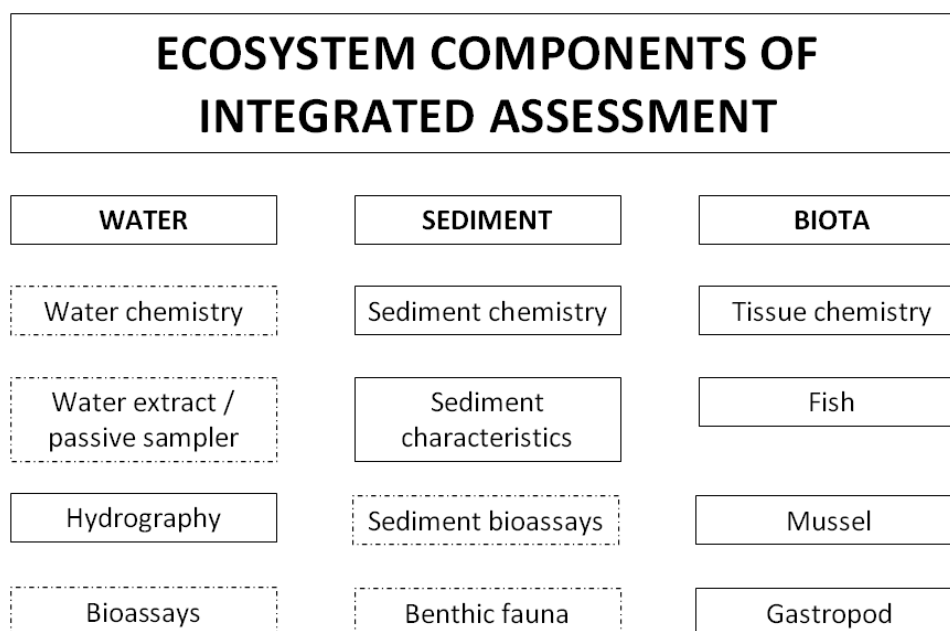 ECOSYSTEM COMPONENTS OF
INTEGRATED ASSESSMENT
WATER
SEDIMENT
BIOTA
Water chemistry
Sediment chemistry
Tissue chemistry
Water extract /
passive sampler
Sediment
characteristics
Fish
Hydrography
Sediment bioassays
Mussel
Bioassays
Benthic fauna
Gastropod